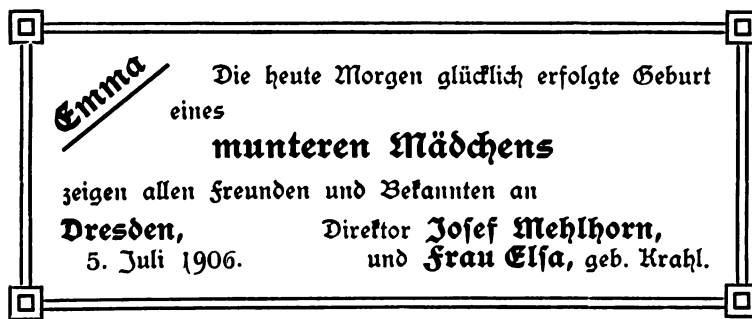 Emma
Die heute Morgen glücklich erfolgte Geburt
eines
munteren Mädchens
zeigen allen Freunden und Bekannten an
Dresden, Direktor Josef Mehlhorn,
5. Juli 1906. und Frau Elsa, geb. Krahl.